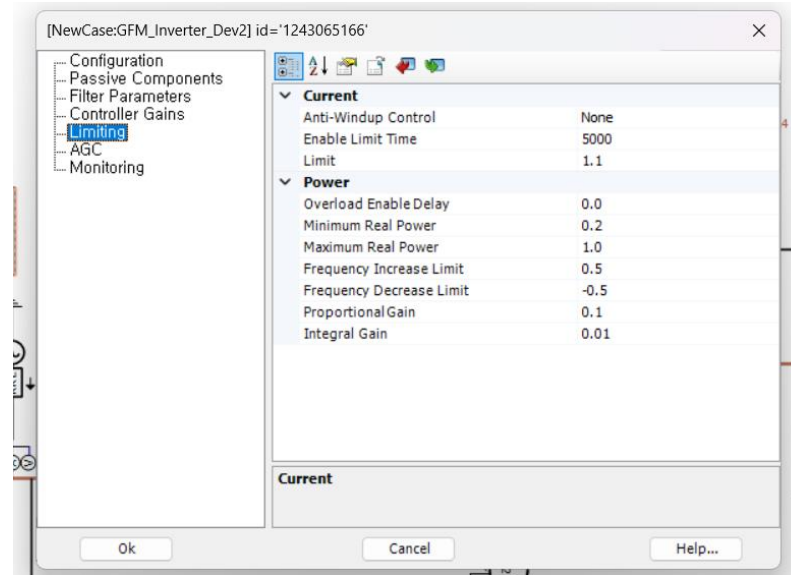 [NewCase:GFM_Inverter_Dev2] id='1243065166'
Configuration
Passive Components
Filter Parameters
Controller Gains
Limiting
AGC
Monitoring
Current
Anti-Windup Control None
Enable Limit Time 5000
Limit 1.1
Power
Overload Enable Delay 0.0
Minimum Real Power 0.2
Maximum Real Power 1.0
Frequency Increase Limit 0.5
Frequency Decrease Limit -0.5
Proportional Gain 0.1
Integral Gain 0.01
Current
Ok Cancel Help...
4